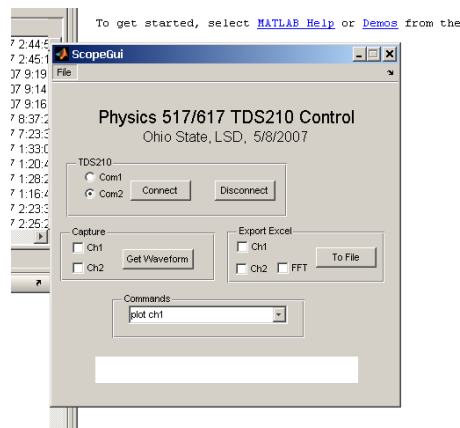 To get started, select MATLAB Help or Demos from the
7 2:44:5
7 2:45:1
07 9:19
07 9:14
07 9:16
7 8:37:2
7 7:23:3
7 1:33:0
7 1:20:4
7 1:28:2
7 1:16:4
7 2:23:3
7 2:25:2
ScopeGui
File
Physics 517/617 TDS210 Control
Ohio State, LSD, 5/8/2007
TDS210
Com1
Com2 Connect Disconnect
Capture
Ch1
Ch2 Get Waveform
Export Excel
Ch1
Ch2 FFT To File
Commands
plot ch1